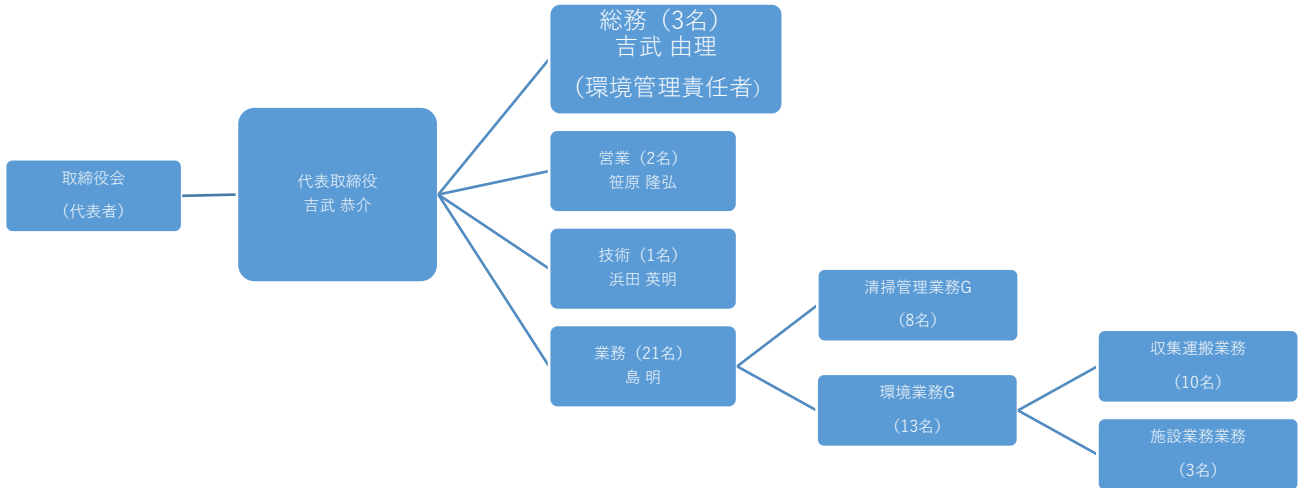 総務（3名）
吉武 由理
（環境管理責任者）
取締役会
（代表者）
代表取締役
吉武 恭介
営業（2名）
笹原 隆弘
技術（1名）
浜田 英明
業務（21名）
島 明
清掃管理業務G
（8名）
環境業務G
（13名）
収集運搬業務
（10名）
施設業務業務
（3名）